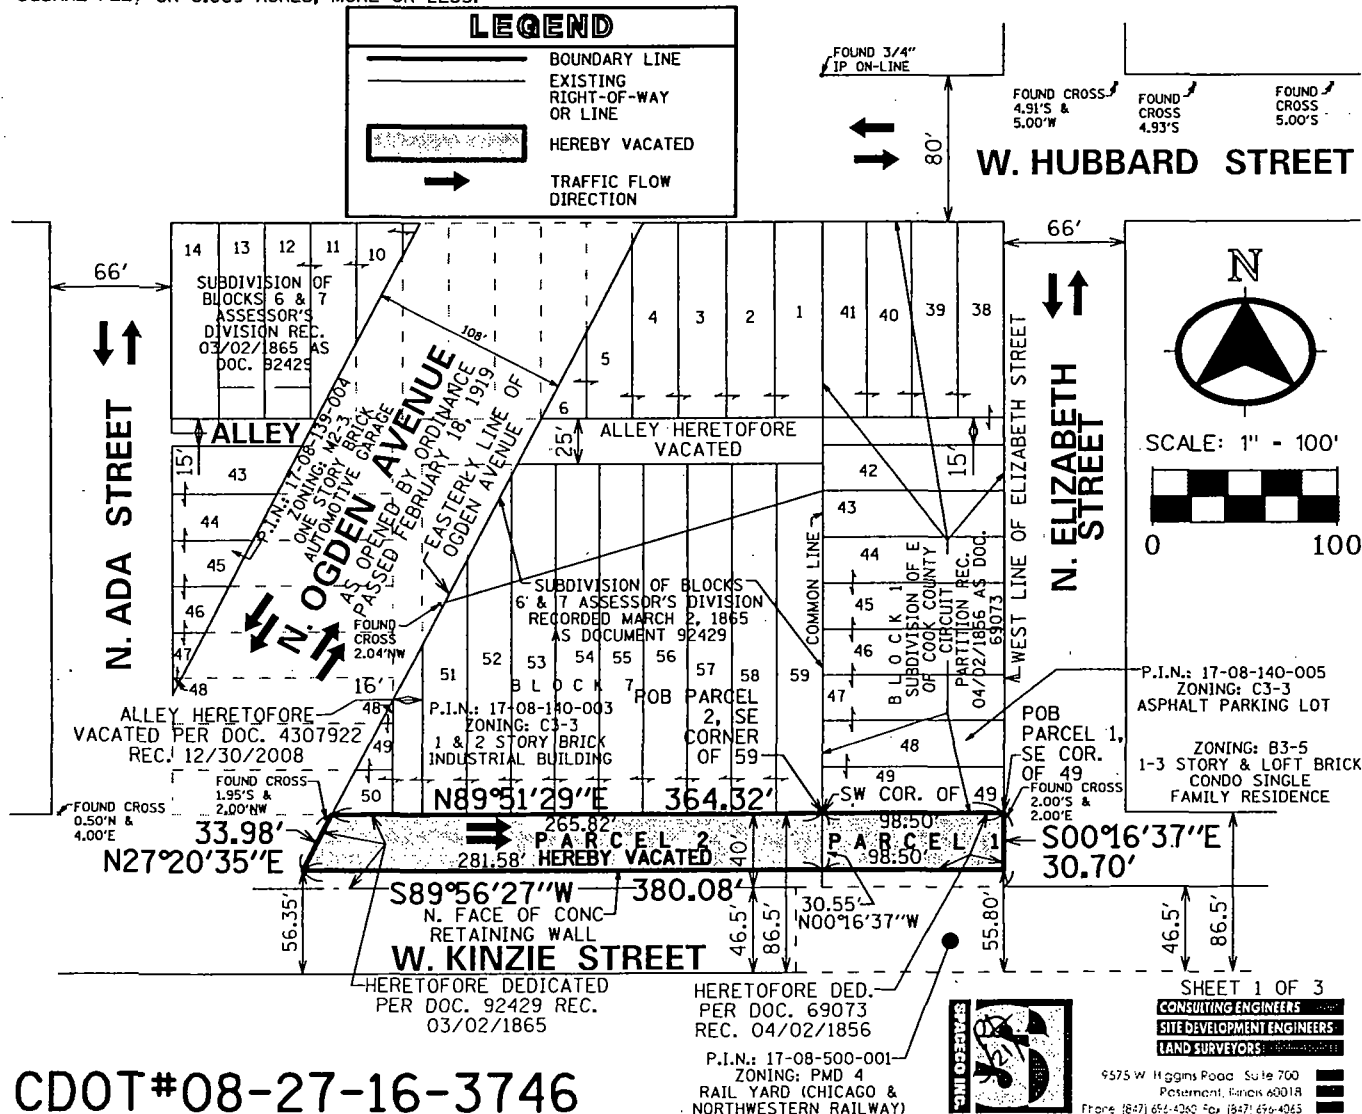 LEGEND
BOUNDARY LINE
EXISTING
RIGHT-OF-WAY
OR LINE
HEREBY VACATED
TRAFFIC FLOW
DIRECTION
FOUND 3/4"
IP ON-LINE
FOUND CROSS
4.91'S &
5.00'W
FOUND
CROSS
4.93'S
FOUND
CROSS
5.00'S
80'
W. HUBBARD STREET
66'
66'
14
13
12
11
10
SUBDIVISION OF
BLOCKS 6 & 7
ASSESSOR'S
DIVISION REC.
03/02/1865 AS
DOC. 92429
108'
5
6
4
3
2
1
41
40
39
38
N
SCALE: 1" - 100'
0
100
N. ADA STREET
ALLEY
15'
43
44
45
46
47
48
P.I.N.: 17-08-139-004
ZONING: M2-3
ONE STORY BRICK
AUTOMOTIVE GARAGE
N. OGDEN AVENUE
AS OPENED BY ORDINANCE
PASSED FEBRUARY 18, 1919
EASTERLY LINE OF
OGDEN AVENUE
25'
ALLEY HERETOFORE
VACATED
15'
42
43
44
45
46
47
48
49
COMMON LINE
BLOCK 1
SUBDIVISION OF E
OF COOK COUNTY
CIRCUIT
PARTITION REC.
04/02/1856 AS DOC.
69073
WEST LINE OF ELIZABETH STREET
N. ELIZABETH
STREET
SUBDIVISION OF BLOCKS
6 & 7 ASSESSOR'S DIVISION
RECORDED MARCH 2, 1865
AS DOCUMENT 92429
FOUND
CROSS
2.04'NW
16'
48
49
50
51
52
53
54
55
56
57
58
59
BLOCK 7
P.I.N.: 17-08-140-003
ZONING: C3-3
1 & 2 STORY BRICK
INDUSTRIAL BUILDING
POB PARCEL
2, SE
CORNER
OF 59
ALLEY HERETOFORE
VACATED PER DOC. 4307922
REC. 12/30/2008
FOUND CROSS
1.95'S &
2.00'NW
FOUND CROSS
0.50'N &
4.00'E
P.I.N.: 17-08-140-005
ZONING: C3-3
ASPHALT PARKING LOT
POB
PARCEL 1,
SE COR.
OF 49
FOUND CROSS
2.00'S &
2.00'E
ZONING: B3-5
1-3 STORY & LOFT BRICK
CONDO SINGLE
FAMILY RESIDENCE
N89°51'29"E 364.32'
SW COR. OF 49
33.98'
N27°20'35"E
265.82'
PARCEL 2
281.58' HEREBY VACATED
40'
98.50'
PARCEL 1
98.50'
S00°16'37"E
30.70'
S89°56'27"W 380.08'
N. FACE OF CONC
RETAINING WALL
30.55'
N00°16'37"W
56.35'
46.5'
86.5'
55.80'
46.5'
86.5'
W. KINZIE STREET
HERETOFORE DEDICATED
PER DOC. 92429 REC.
03/02/1865
HERETOFORE DED.
PER DOC. 69073
REC. 04/02/1856
P.I.N.: 17-08-500-001
ZONING: PMD 4
RAIL YARD (CHICAGO &
NORTHWESTERN RAILWAY)
SPACECO INC.
SHEET 1 OF 3
CONSULTING ENGINEERS
SITE DEVELOPMENT ENGINEERS
LAND SURVEYORS
9575 W. Higgins Road, Suite 700
Rosemont, Illinois 60018
Phone: (847) 696-4060 Fax: (847) 696-4065
CDOT#08-27-16-3746